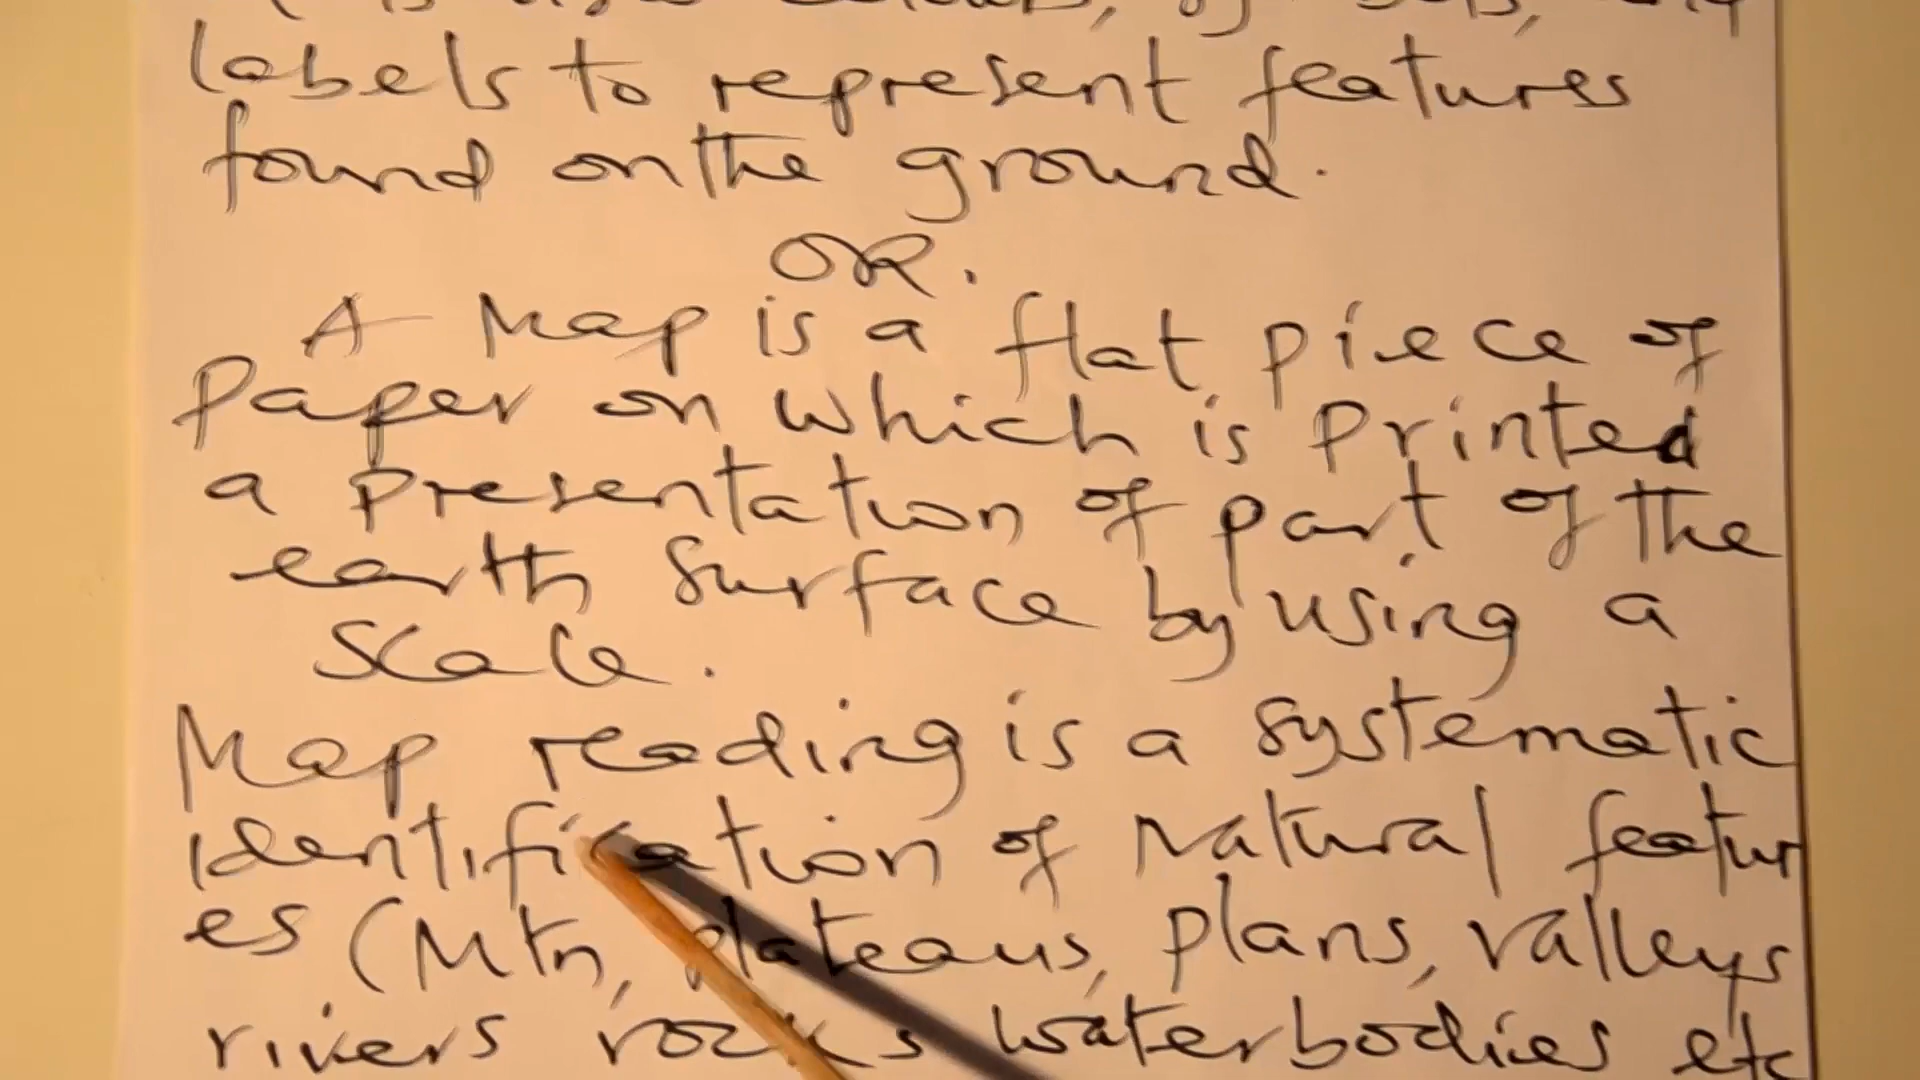 labels to represent features
found on the ground.
OR.
A Map is a flat piece of
Paper on which is Printed
a presentation of part of the
earth surface by using a
Scale.
Map reading is a systematic
identification of Natural featur
es (Mtn, plateaus, plans, valleys
rivers rocks waterbodies etc